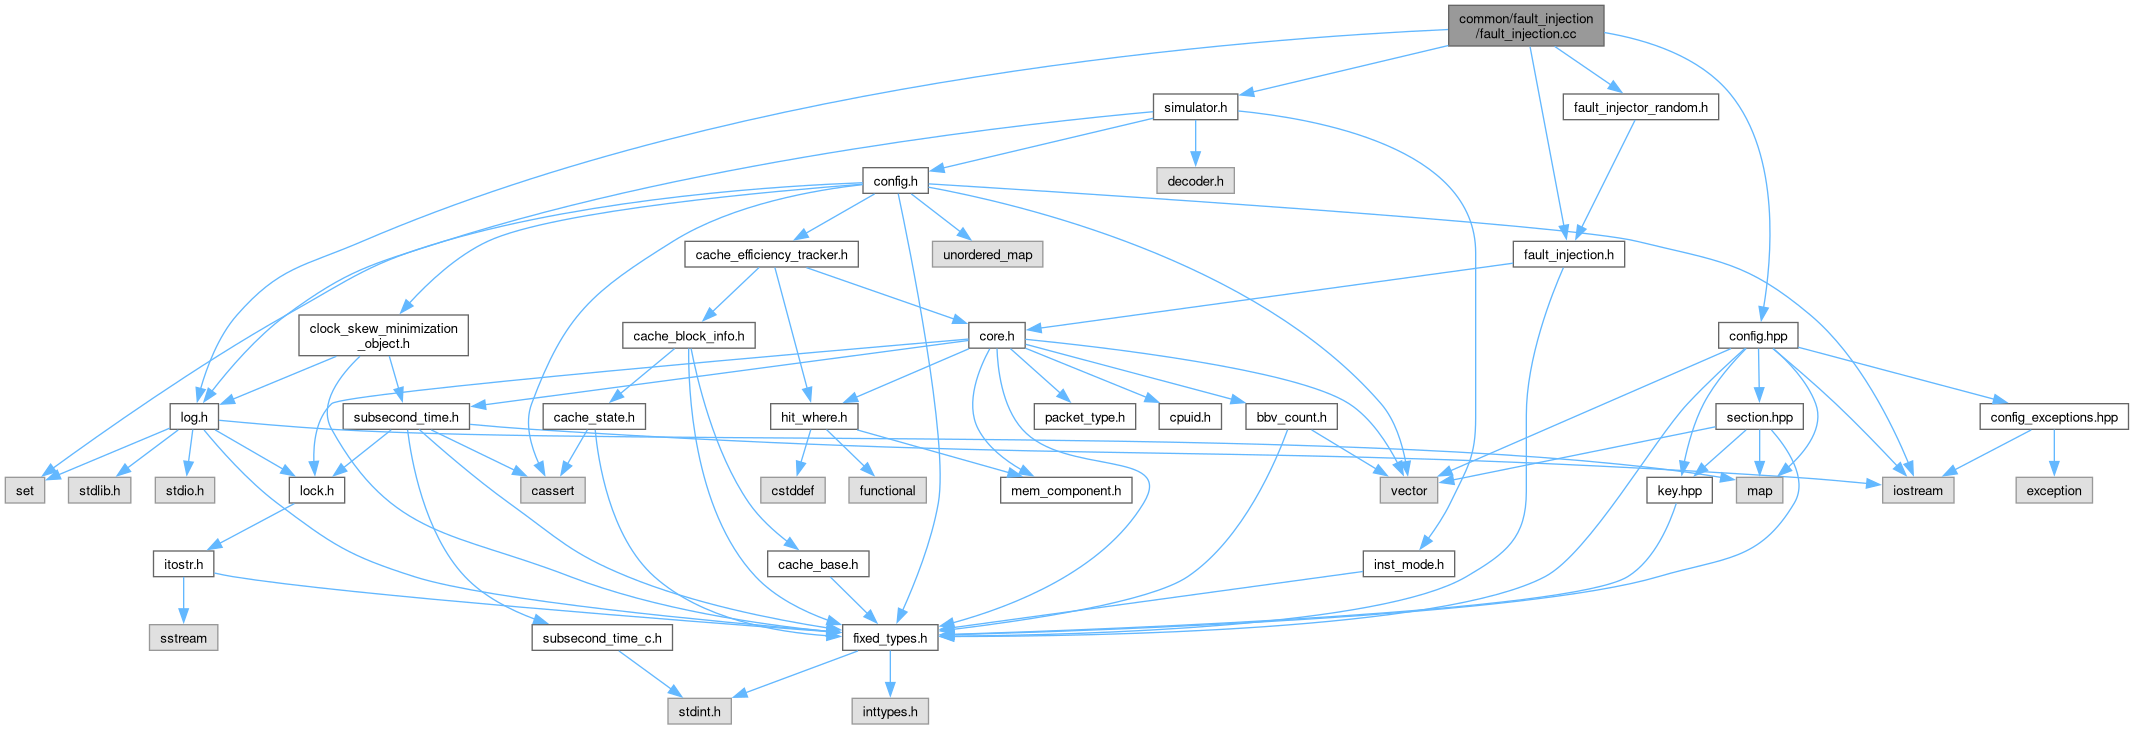 common/fault_injection
/fault_injection.cc
simulator.h
fault_injector_random.h
config.h
decoder.h
cache_efficiency_tracker.h
unordered_map
fault_injection.h
clock_skew_minimization
_object.h
cache_block_info.h
core.h
config.hpp
log.h
subsecond_time.h
cache_state.h
hit_where.h
packet_type.h
cpuid.h
bbv_count.h
section.hpp
config_exceptions.hpp
set
stdlib.h
stdio.h
lock.h
cassert
cstddef
functional
mem_component.h
vector
key.hpp
map
iostream
exception
itostr.h
cache_base.h
inst_mode.h
sstream
subsecond_time_c.h
fixed_types.h
stdint.h
inttypes.h